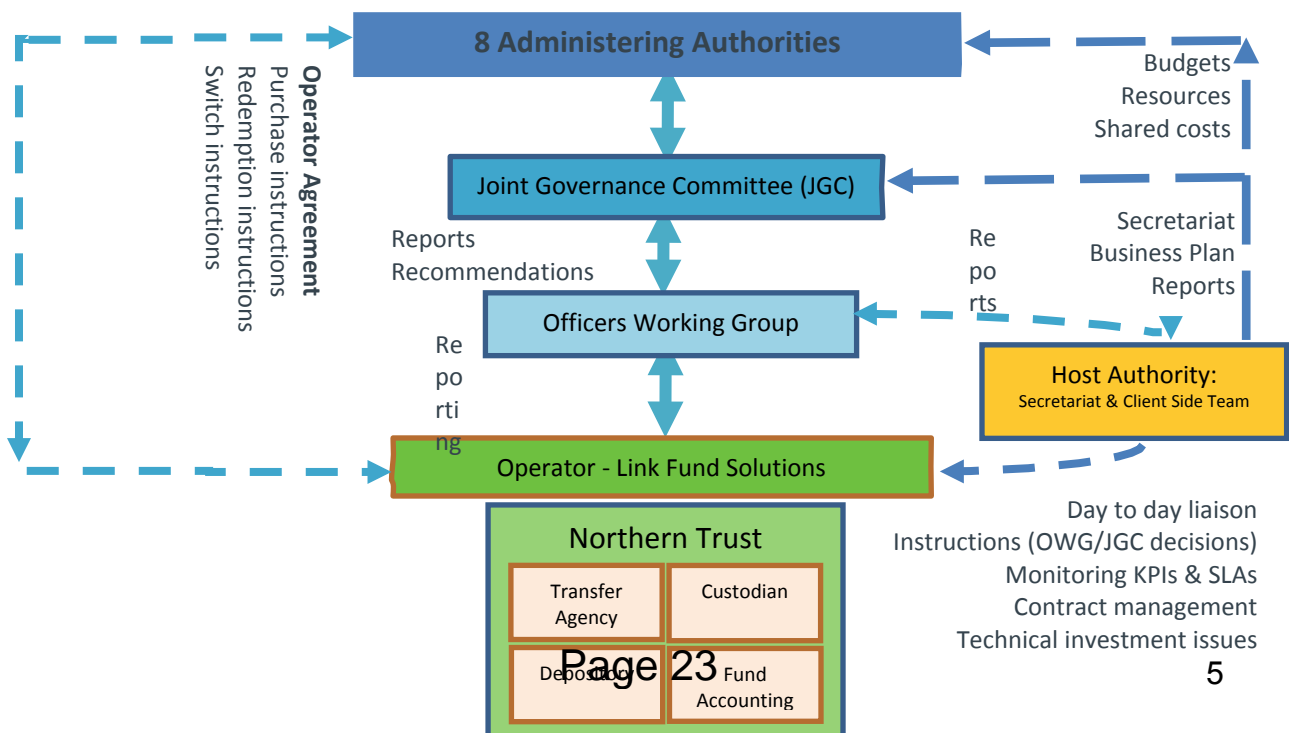 8 Administering Authorities
Operator Agreement
Purchase instructions
Redemption instructions
Switch instructions
Budgets
Resources
Shared costs
Joint Governance Committee (JGC)
Reports
Recommendations
Re
po
rts
Secretariat
Business Plan
Reports
Officers Working Group
Re
po
rti
ng
Host Authority:
Secretariat & Client Side Team
Operator - Link Fund Solutions
Northern Trust
Transfer
Agency
Custodian
Depository
Fund
Accounting
Day to day liaison
Instructions (OWG/JGC decisions)
Monitoring KPIs & SLAs
Contract management
Technical investment issues
Page 23
5